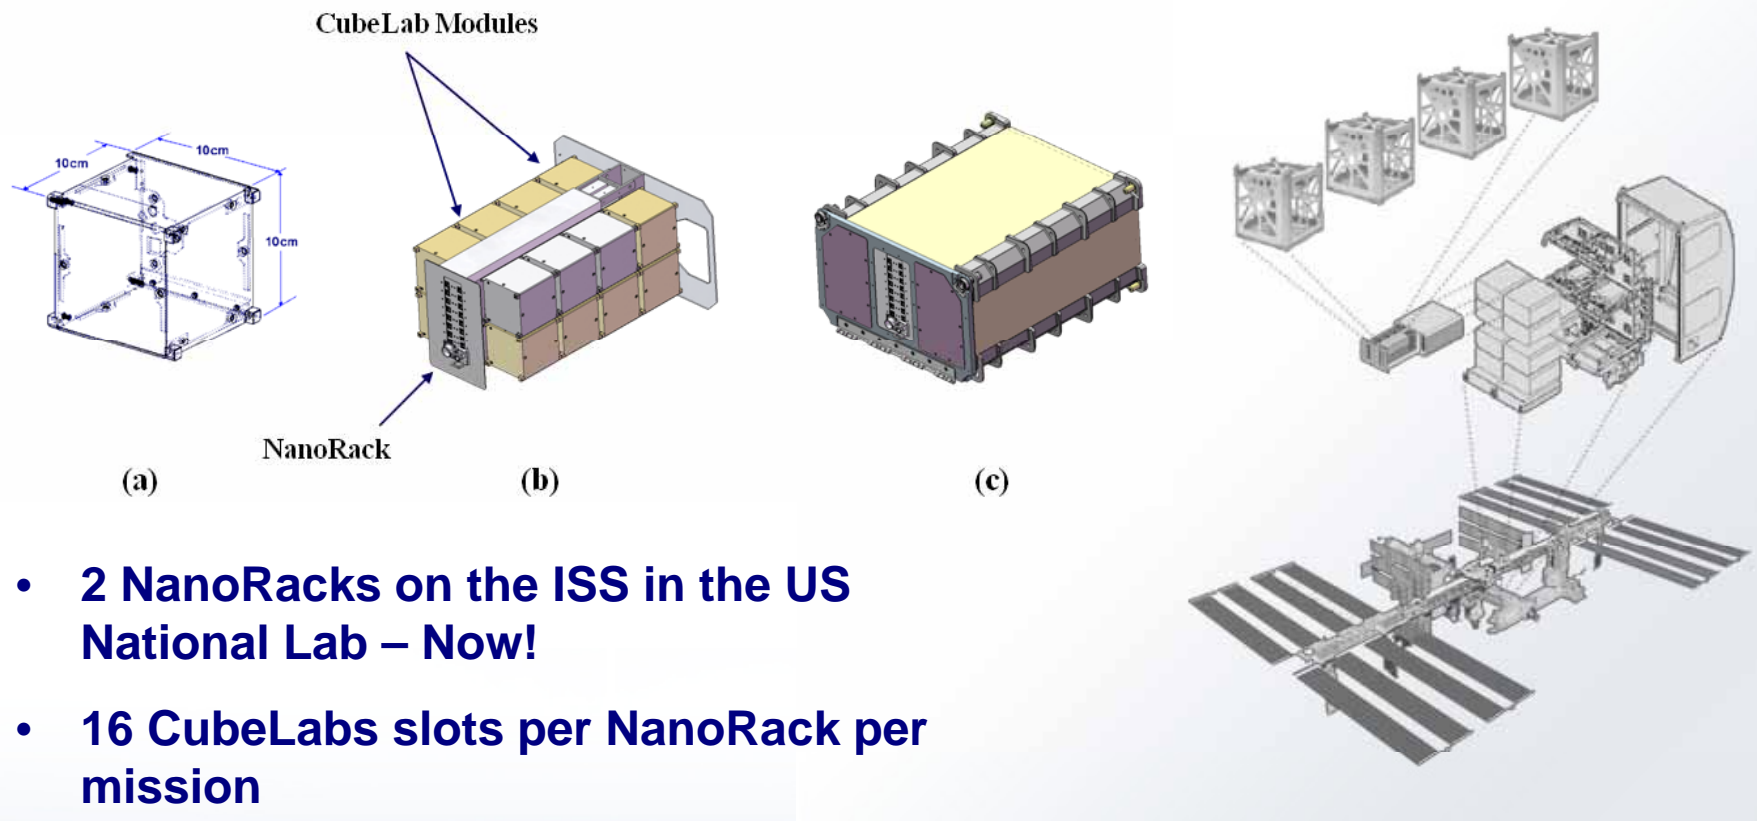 CubeLab Modules
10cm
10cm
10cm
NanoRack
(a)
(b)
(c)
• 2 NanoRacks on the ISS in the US
National Lab – Now!
• 16 CubeLabs slots per NanoRack per
mission